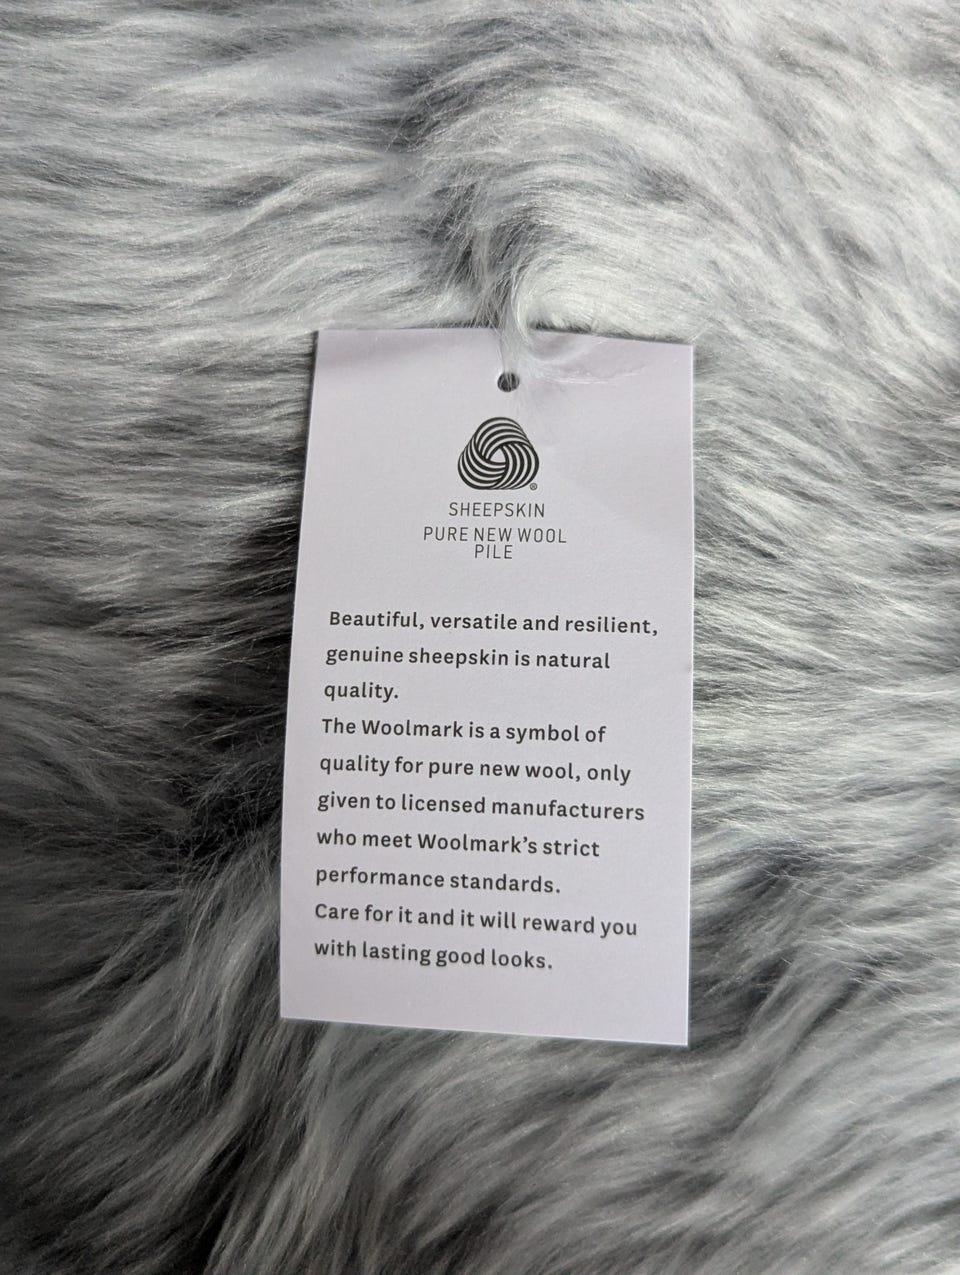 ®
SHEEPSKIN
PURE NEW WOOL
PILE
Beautiful, versatile and resilient,
genuine sheepskin is natural
quality.
The Woolmark is a symbol of
quality for pure new wool, only
given to licensed manufacturers
who meet Woolmark’s strict
performance standards.
Care for it and it will reward you
with lasting good looks.